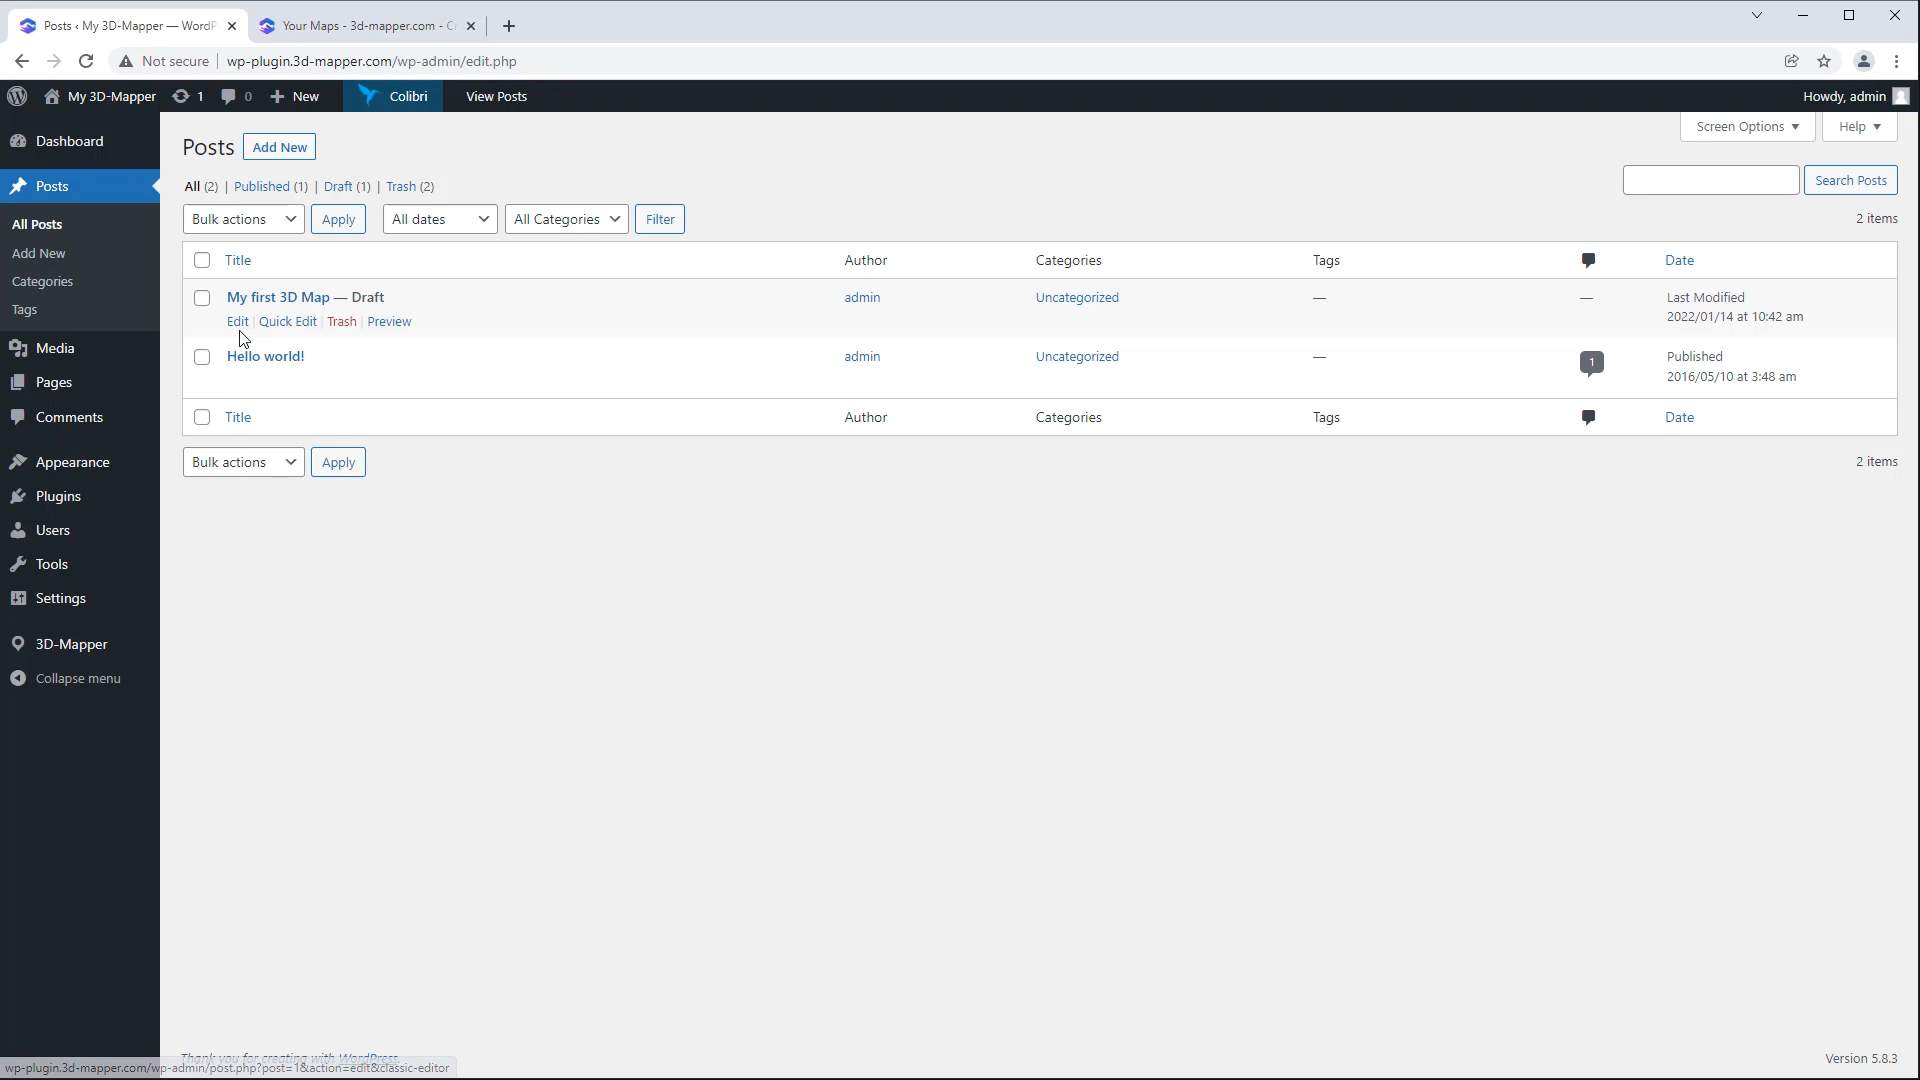 Posts ‹ My 3D-Mapper — WordP
Your Maps - 3d-mapper.com - C
Not secure
wp-plugin.3d-mapper.com/wp-admin/edit.php
My 3D-Mapper
1
0
New
Colibri
View Posts
Howdy, admin
Dashboard
Posts
All Posts
Add New
Categories
Tags
Media
Pages
Comments
Appearance
Plugins
Users
Tools
Settings
3D-Mapper
Collapse menu
Posts
Add New
Screen Options
Help
All (2) | Published (1) | Draft (1) | Trash (2)
Search Posts
Bulk actions
Apply
All dates
All Categories
Filter
2 items
Title
Author
Categories
Tags
Date
My first 3D Map — Draft
admin
Uncategorized
—
—
Last Modified
2022/01/14 at 10:42 am
Edit | Quick Edit | Trash | Preview
Hello world!
admin
Uncategorized
—
1
Published
2016/05/10 at 3:48 am
Title
Author
Categories
Tags
Date
Bulk actions
Apply
2 items
Thank you for creating with WordPress.
Version 5.8.3
wp-plugin.3d-mapper.com/wp-admin/post.php?post=1&action=edit&classic-editor